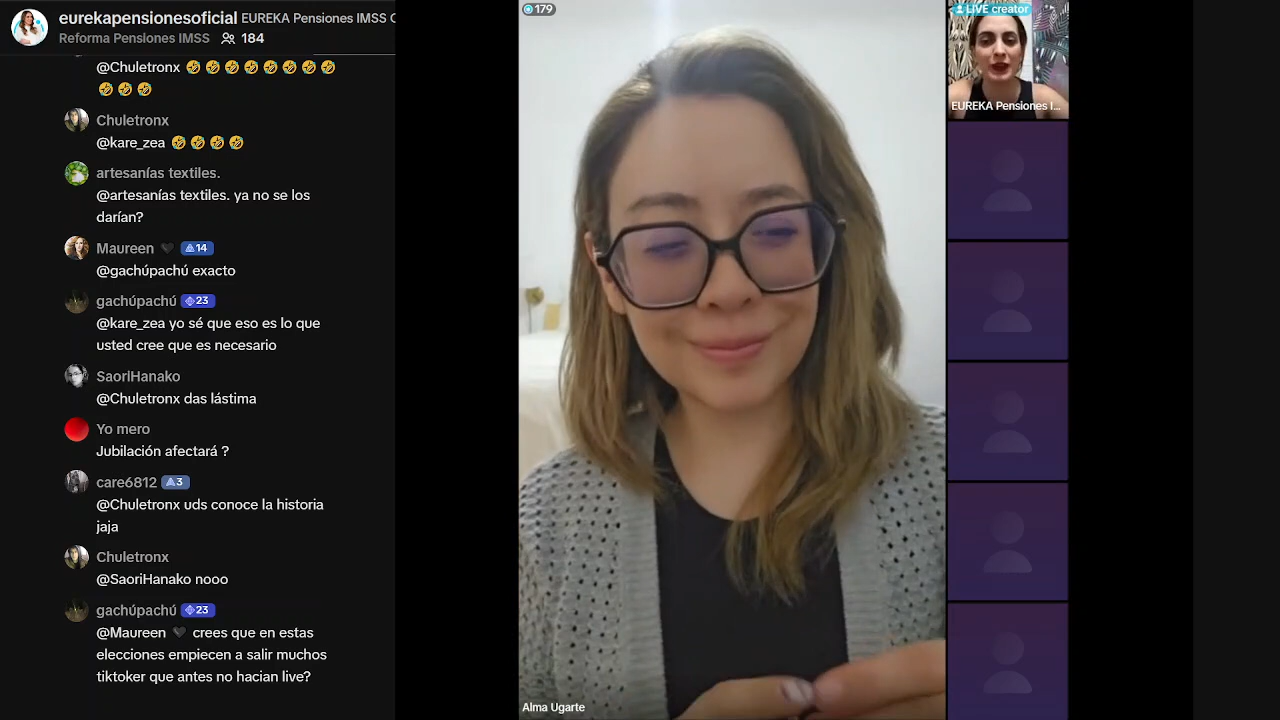 eurekapensionesoficial EUREKA Pensiones IMSS
Reforma Pensiones IMSS 184
@Chuletronx 🤣🤣🤣🤣🤣🤣🤣🤣
🤣🤣🤣
Chuletronx
@kare_zea 🤣🤣🤣🤣
artesanías textiles.
@artesanías textiles. ya no se los
darían?
Maureen 🖤 14
@gachúpachú exacto
gachúpachú 23
@kare_zea yo sé que eso es lo que
usted cree que es necesario
SaoriHanako
@Chuletronx das lástima
Yo mero
Jubilación afectará ?
care6812 3
@Chuletronx uds conoce la historia
jaja
Chuletronx
@SaoriHanako nooo
gachúpachú 23
@Maureen 🖤 crees que en estas
elecciones empiecen a salir muchos
tiktoker que antes no hacian live?
179
Alma Ugarte
LIVE creator
EUREKA Pensiones I...